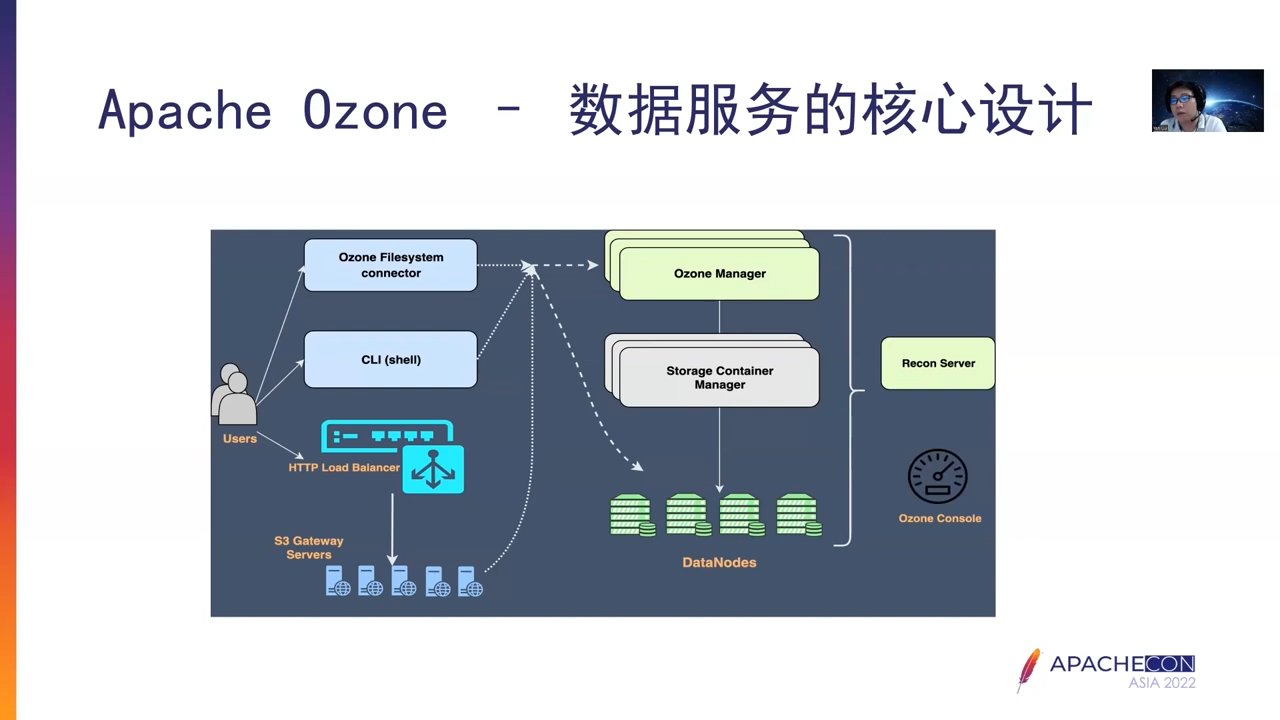 Apache Ozone - 数据服务的核心设计
Ozone Filesystem
connector
CLI (shell)
Users
HTTP Load Balancer
S3 Gateway
Servers
Ozone Manager
Storage Container
Manager
DataNodes
Recon Server
Ozone Console
APACHECON
ASIA 2022